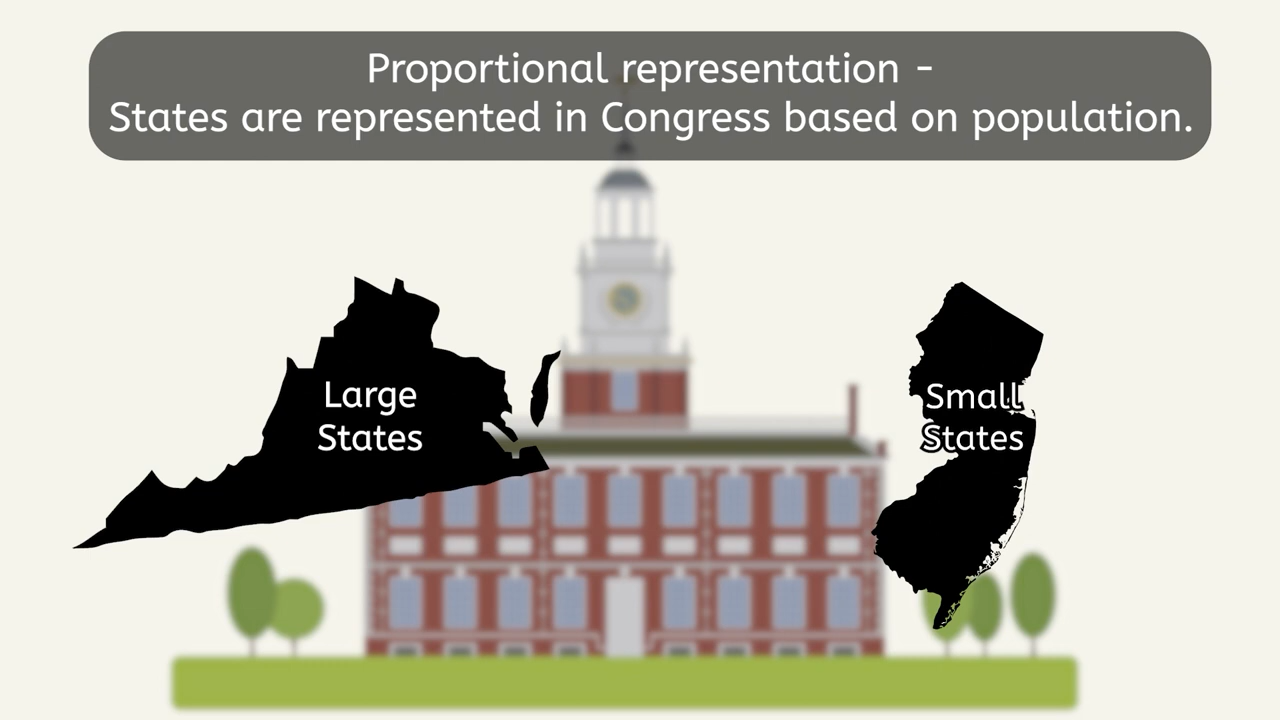 Proportional representation -
States are represented in Congress based on population.
Large
States
Small
States